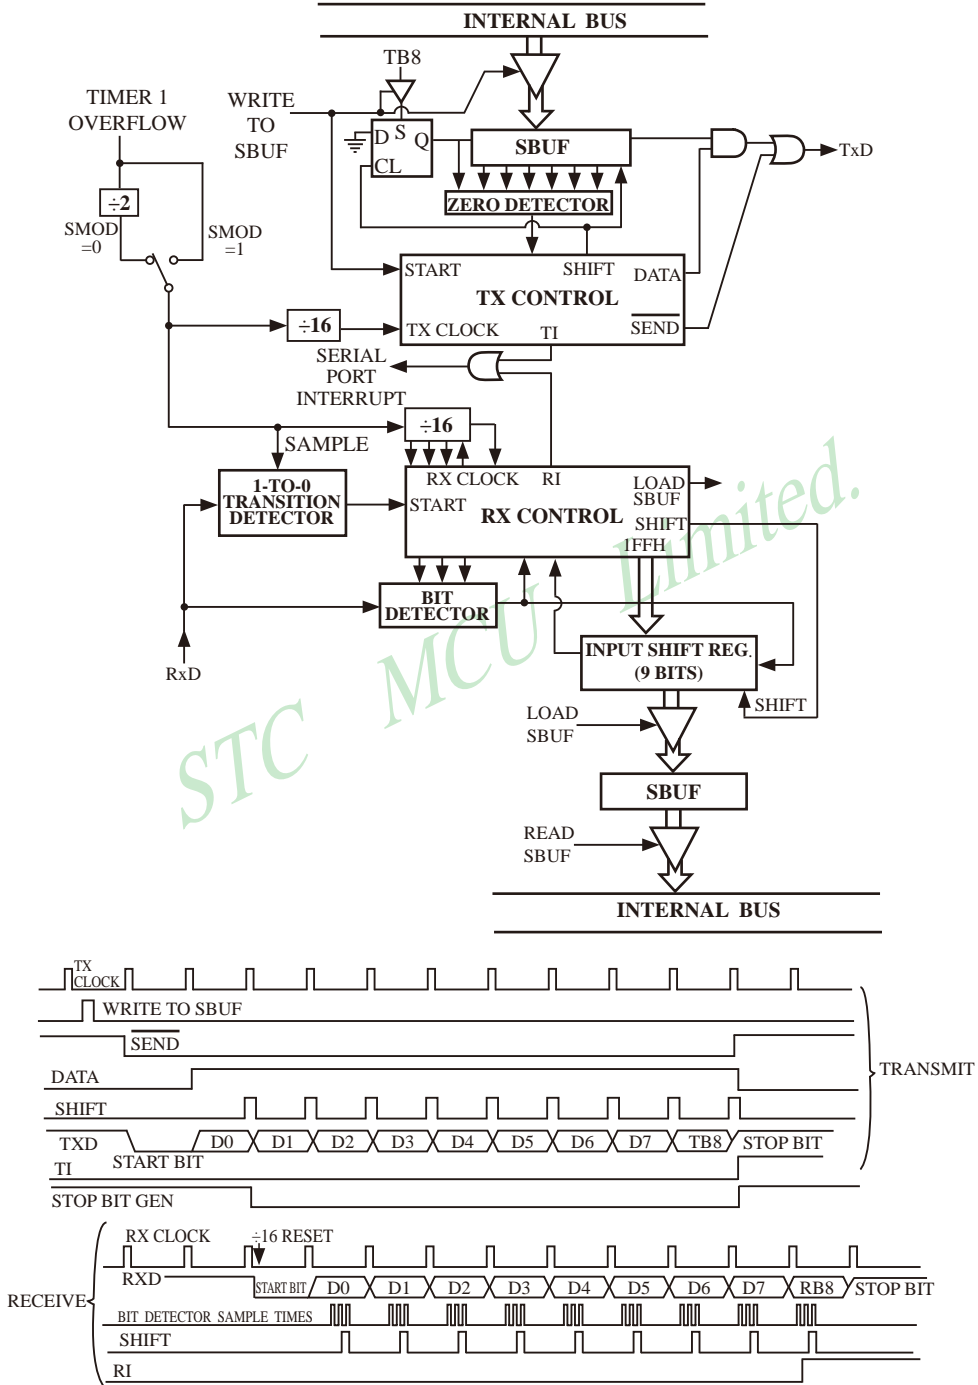 INTERNAL BUS
TB8
TIMER 1
OVERFLOW
WRITE
TO
SBUF
D S Q
CL
SBUF
TxD
÷2
ZERO DETECTOR
SMOD
=0
SMOD
=1
START
SHIFT
DATA
TX CONTROL
÷16
TX CLOCK
TI
SEND
SERIAL
PORT
INTERRUPT
÷16
SAMPLE
1-TO-0
TRANSITION
DETECTOR
RX CLOCK
RI
LOAD
SBUF
START
RX CONTROL
SHIFT
1FFH
BIT
DETECTOR
RxD
INPUT SHIFT REG.
(9 BITS)
SHIFT
LOAD
SBUF
SBUF
READ
SBUF
INTERNAL BUS
STC MCU Limited.
TX
CLOCK
WRITE TO SBUF
SEND
DATA
TRANSMIT
SHIFT
TXD
START BIT
D0 D1 D2 D3 D4 D5 D6 D7 TB8 STOP BIT
TI
STOP BIT GEN
RX CLOCK
÷16 RESET
RXD
START BIT D0 D1 D2 D3 D4 D5 D6 D7 RB8 STOP BIT
RECEIVE
BIT DETECTOR SAMPLE TIMES
SHIFT
RI